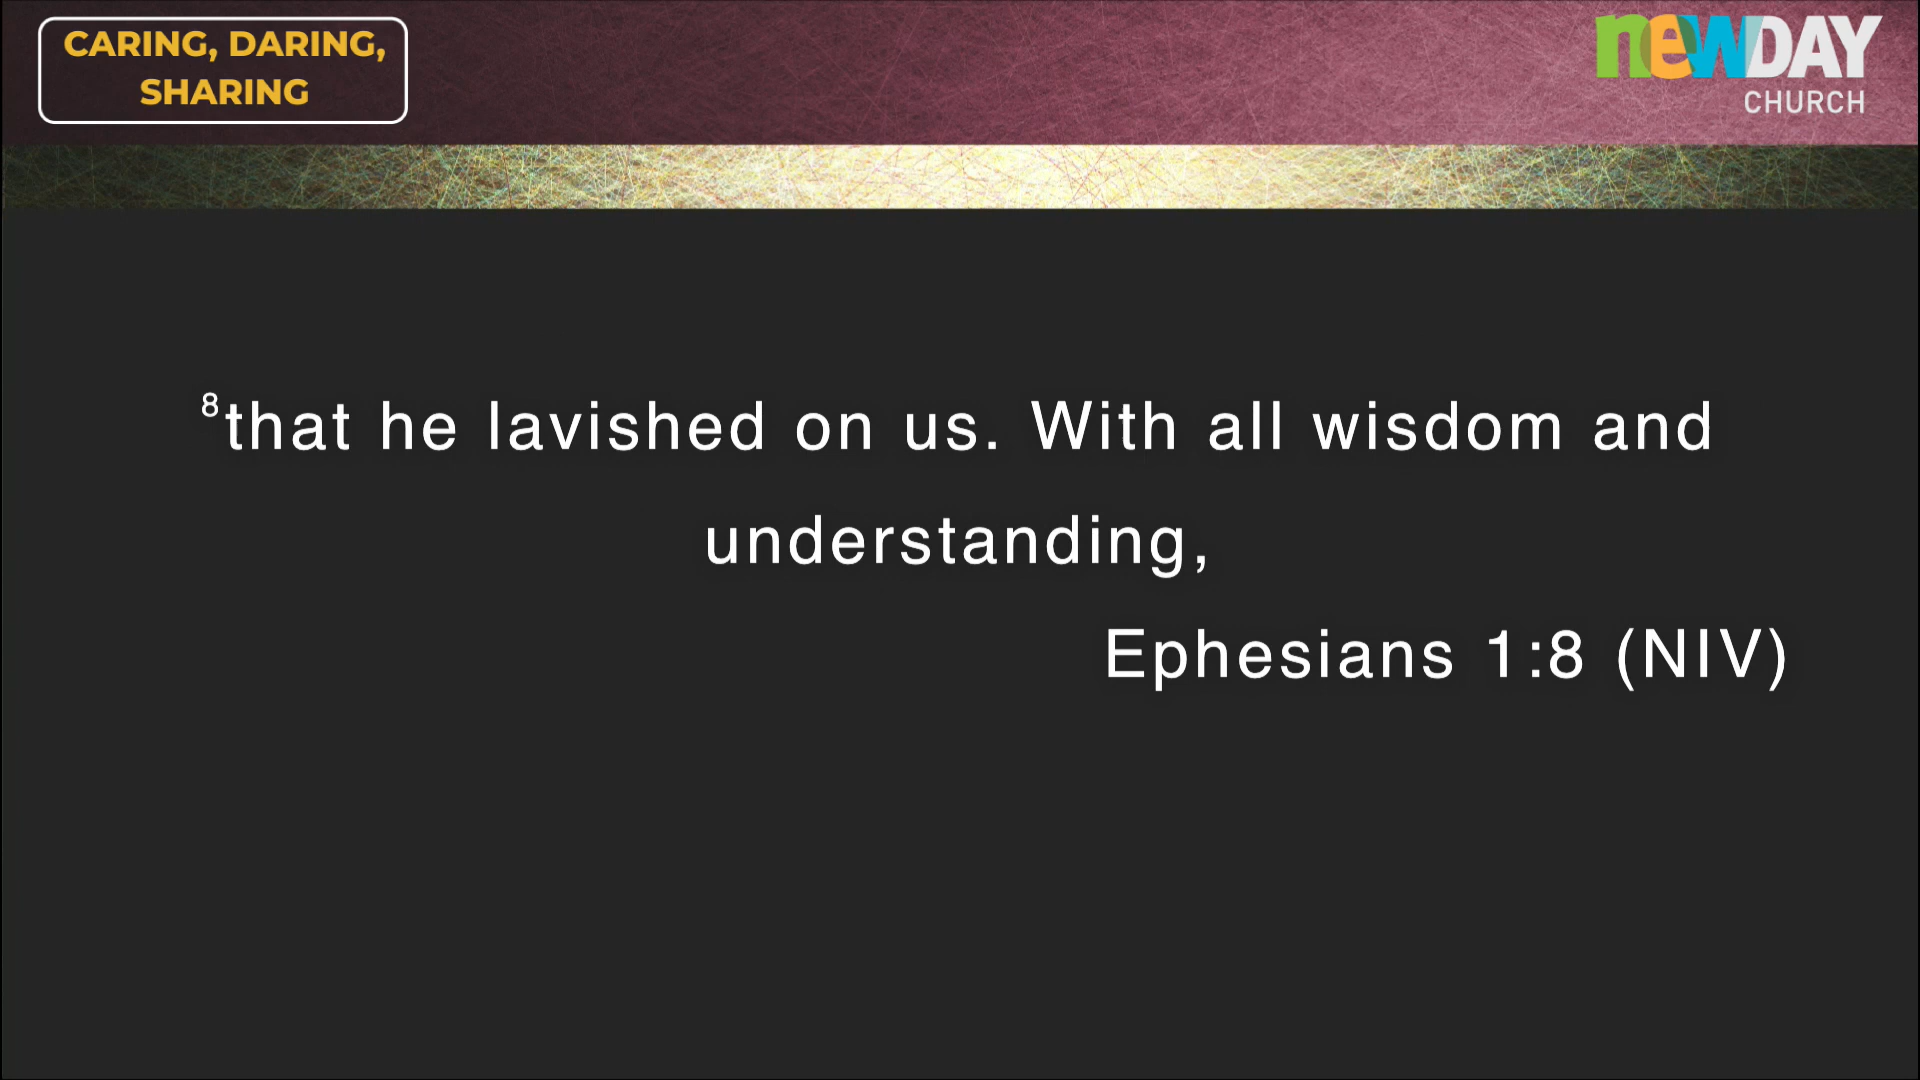 CARING, DARING,
SHARING
newDAY
CHURCH
⁸that he lavished on us. With all wisdom and
understanding,
Ephesians 1:8 (NIV)